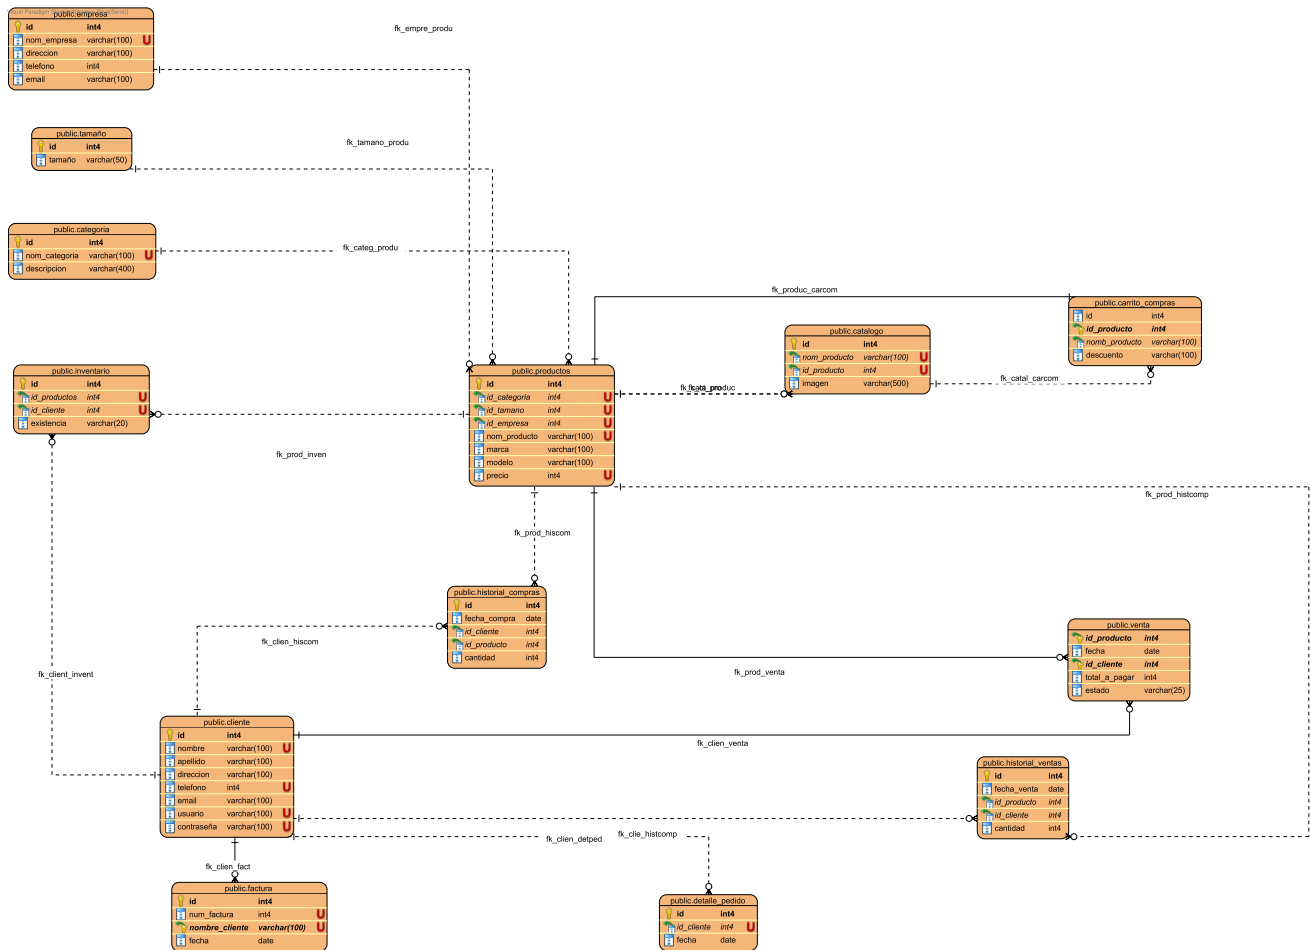 public.empresa
id int4
nom_empresa varchar(100) U
direccion varchar(100)
telefono int4
email varchar(100)
fk_empre_produ
public.tamaño
id int4
tamaño varchar(50)
fk_tamano_produ
public.categoria
id int4
nom_categoria varchar(100) U
descripcion varchar(400)
fk_categ_produ
fk_produc_carcom
public.carrito_compras
id int4
id_producto int4
nomb_producto varchar(100)
descuento varchar(100)
public.catalogo
id int4
nom_producto varchar(100) U
id_producto int4 U
imagen varchar(500)
fk_catal_carcom
public.inventario
id int4
id_productos int4 U
id_cliente int4 U
existencia varchar(20)
public.productos
id int4
id_categoria int4 U
id_tamano int4 U
id_empresa int4 U
nom_producto varchar(100) U
marca varchar(100)
modelo varchar(100)
precio int4 U
fk_prod_inven
fk_prod_histcomp
fk_prod_hiscom
public.historial_compras
id int4
fecha_compra date
id_cliente int4
id_producto int4
cantidad int4
fk_clien_hiscom
public.venta
id_producto int4
fecha date
id_cliente int4
total_a_pagar int4
estado varchar(25)
fk_client_invent
fk_prod_venta
public.cliente
id int4
nombre varchar(100) U
apellido varchar(100)
direccion varchar(100)
telefono int4 U
email varchar(100)
usuario varchar(100) U
contraseña varchar(100) U
fk_clien_venta
public.historial_ventas
id int4
fecha_venta date
id_producto int4
id_cliente int4
cantidad int4
fk_clien_detped
fk_clie_histcomp
fk_clien_fact
public.factura
id int4
num_factura int4 U
nombre_cliente varchar(100) U
fecha date
public.detalle_pedido
id int4
id_cliente int4 U
fecha date